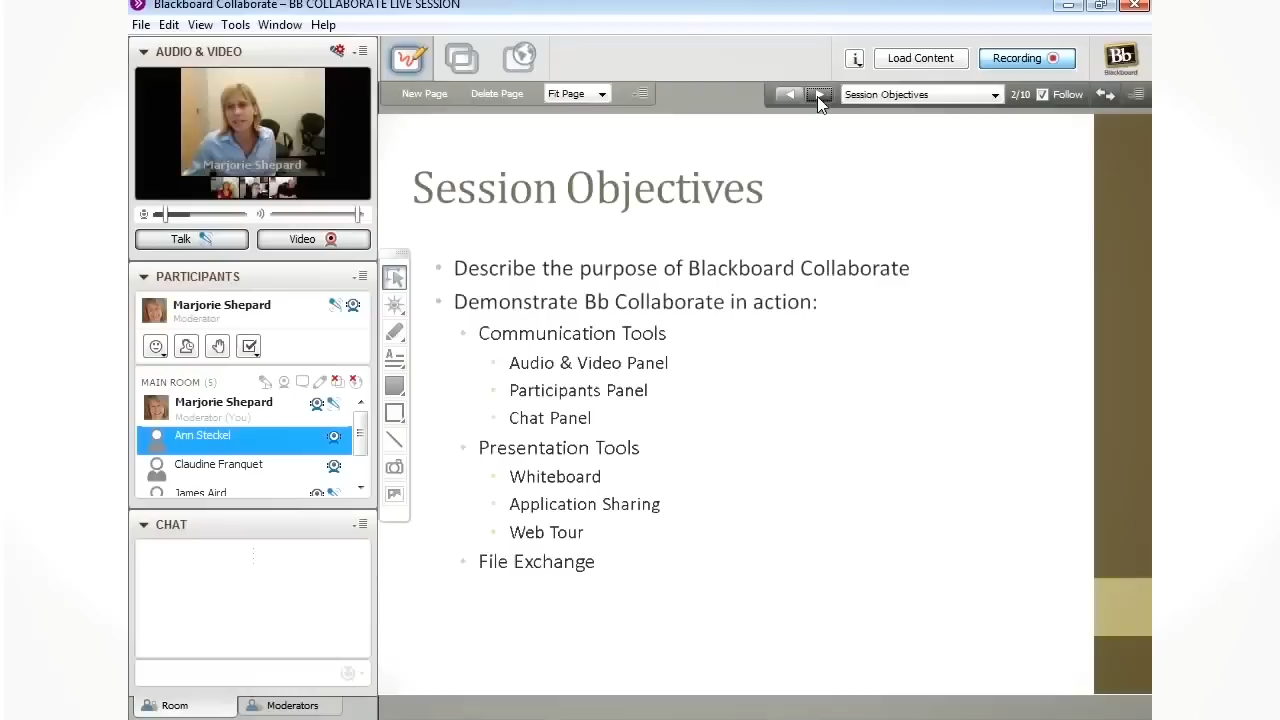 Blackboard Collaborate – BB COLLABORATE LIVE SESSION
File Edit View Tools Window Help
AUDIO & VIDEO
Marjorie Shepard
Talk
Video
PARTICIPANTS
Marjorie Shepard
Moderator
MAIN ROOM (5)
Marjorie Shepard
Moderator (You)
Ann Steckel
Claudine Franquet
James Aird
CHAT
Room
Moderators
Load Content
Recording
Bb
Blackboard
New Page
Delete Page
Fit Page
Session Objectives
2/10
Follow
Session Objectives
Describe the purpose of Blackboard Collaborate
Demonstrate Bb Collaborate in action:
Communication Tools
Audio & Video Panel
Participants Panel
Chat Panel
Presentation Tools
Whiteboard
Application Sharing
Web Tour
File Exchange